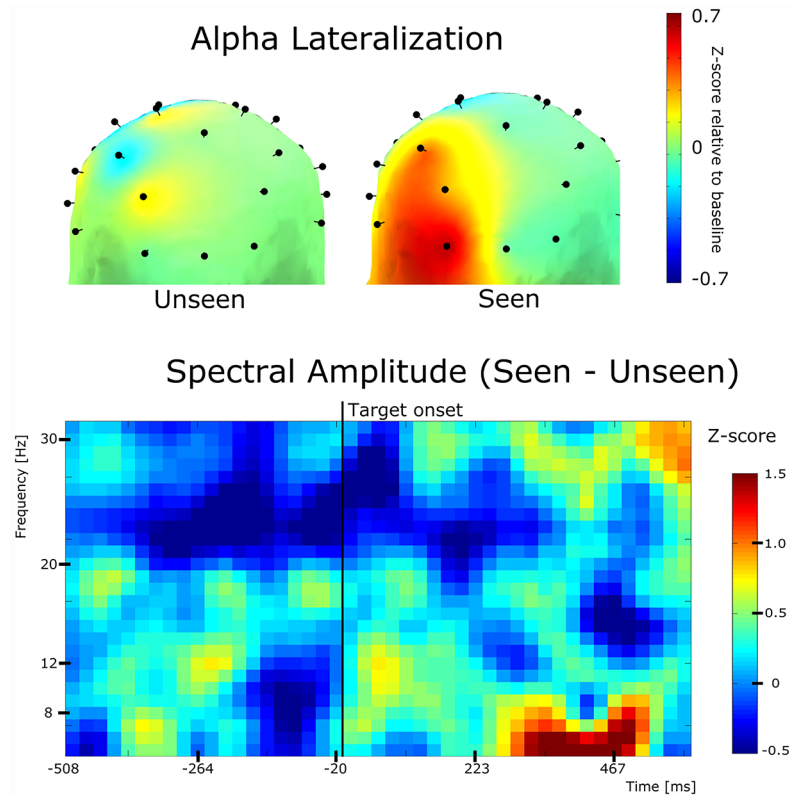 Alpha Lateralization
0.7
Z-score relative to baseline
0
-0.7
Unseen
Seen
Spectral Amplitude (Seen - Unseen)
Target onset
Z-score
Frequency [Hz]
30
20
12
8
1.5
1.0
0.5
0
-0.5
-508
-264
-20
223
467
Time [ms]